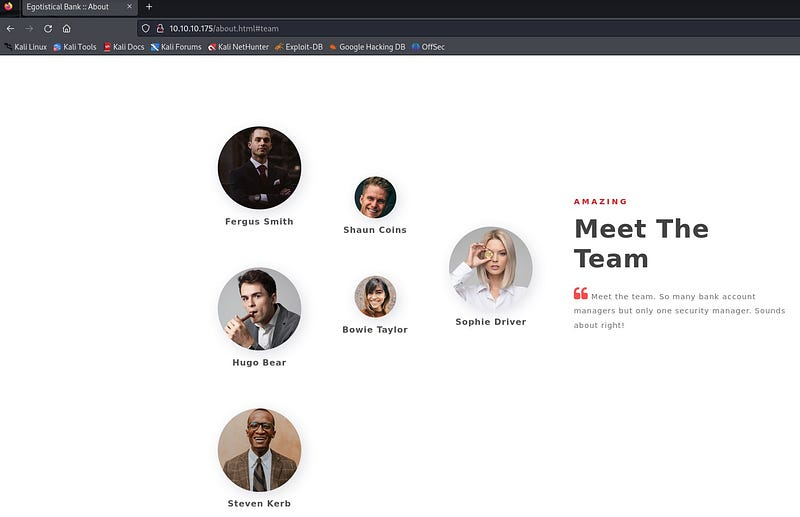 Egotistical Bank :: About
10.10.10.175/about.html#team
Kali Linux Kali Tools Kali Docs Kali Forums Kali NetHunter Exploit-DB Google Hacking DB OffSec
Fergus Smith
Shaun Coins
Hugo Bear
Bowie Taylor
Sophie Driver
Steven Kerb
AMAZING
Meet The
Team
Meet the team. So many bank account
managers but only one security manager. Sounds
about right!